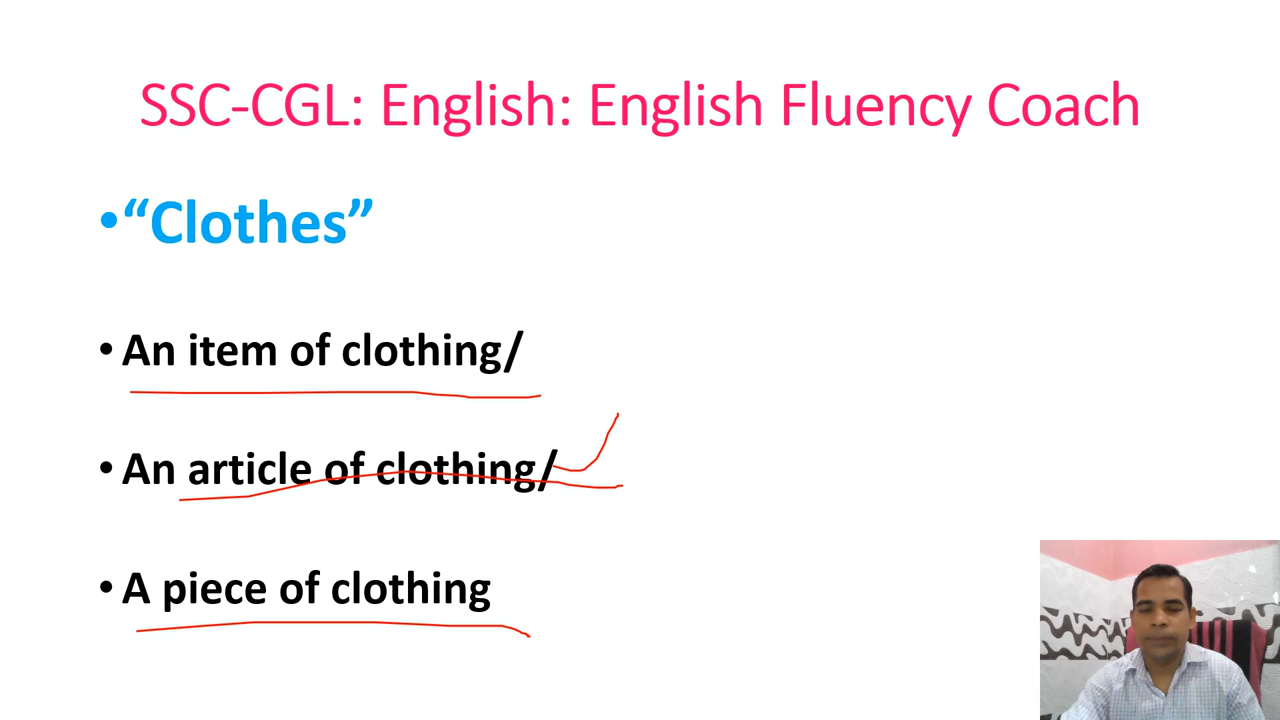 SSC-CGL: English: English Fluency Coach
•“Clothes”
• An item of clothing/
• An article of clothing/
• A piece of clothing